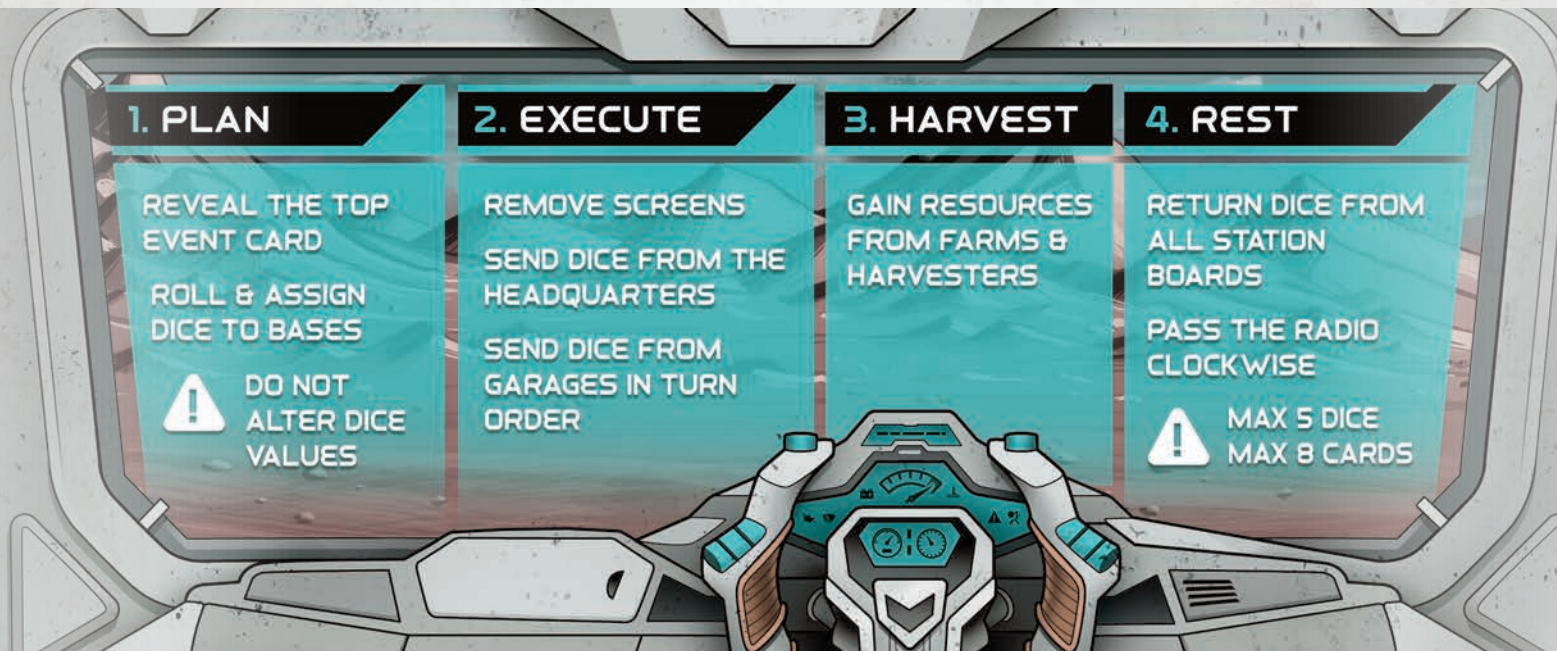 1. PLAN
REVEAL THE TOP
EVENT CARD
ROLL & ASSIGN
DICE TO BASES
! DO NOT
ALTER DICE
VALUES
2. EXECUTE
REMOVE SCREENS
SEND DICE FROM THE
HEADQUARTERS
SEND DICE FROM
GARAGES IN TURN
ORDER
3. HARVEST
GAIN RESOURCES
FROM FARMS &
HARVESTERS
4. REST
RETURN DICE FROM
ALL STATION
BOARDS
PASS THE RADIO
CLOCKWISE
! MAX 5 DICE
MAX 8 CARDS